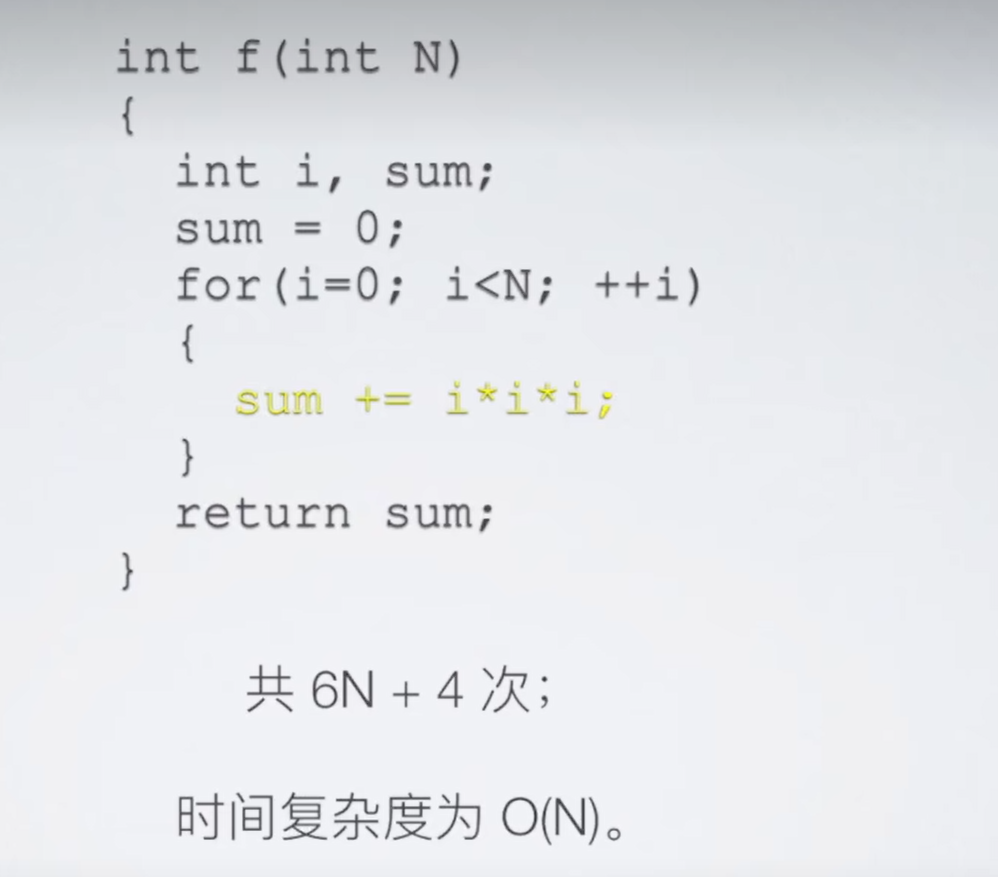 int f(int N)
{
int i, sum;
sum = 0;
for(i=0; i<N; ++i)
{
sum += i*i*i;
}
return sum;
}
共 6N + 4 次；
时间复杂度为 O(N)。